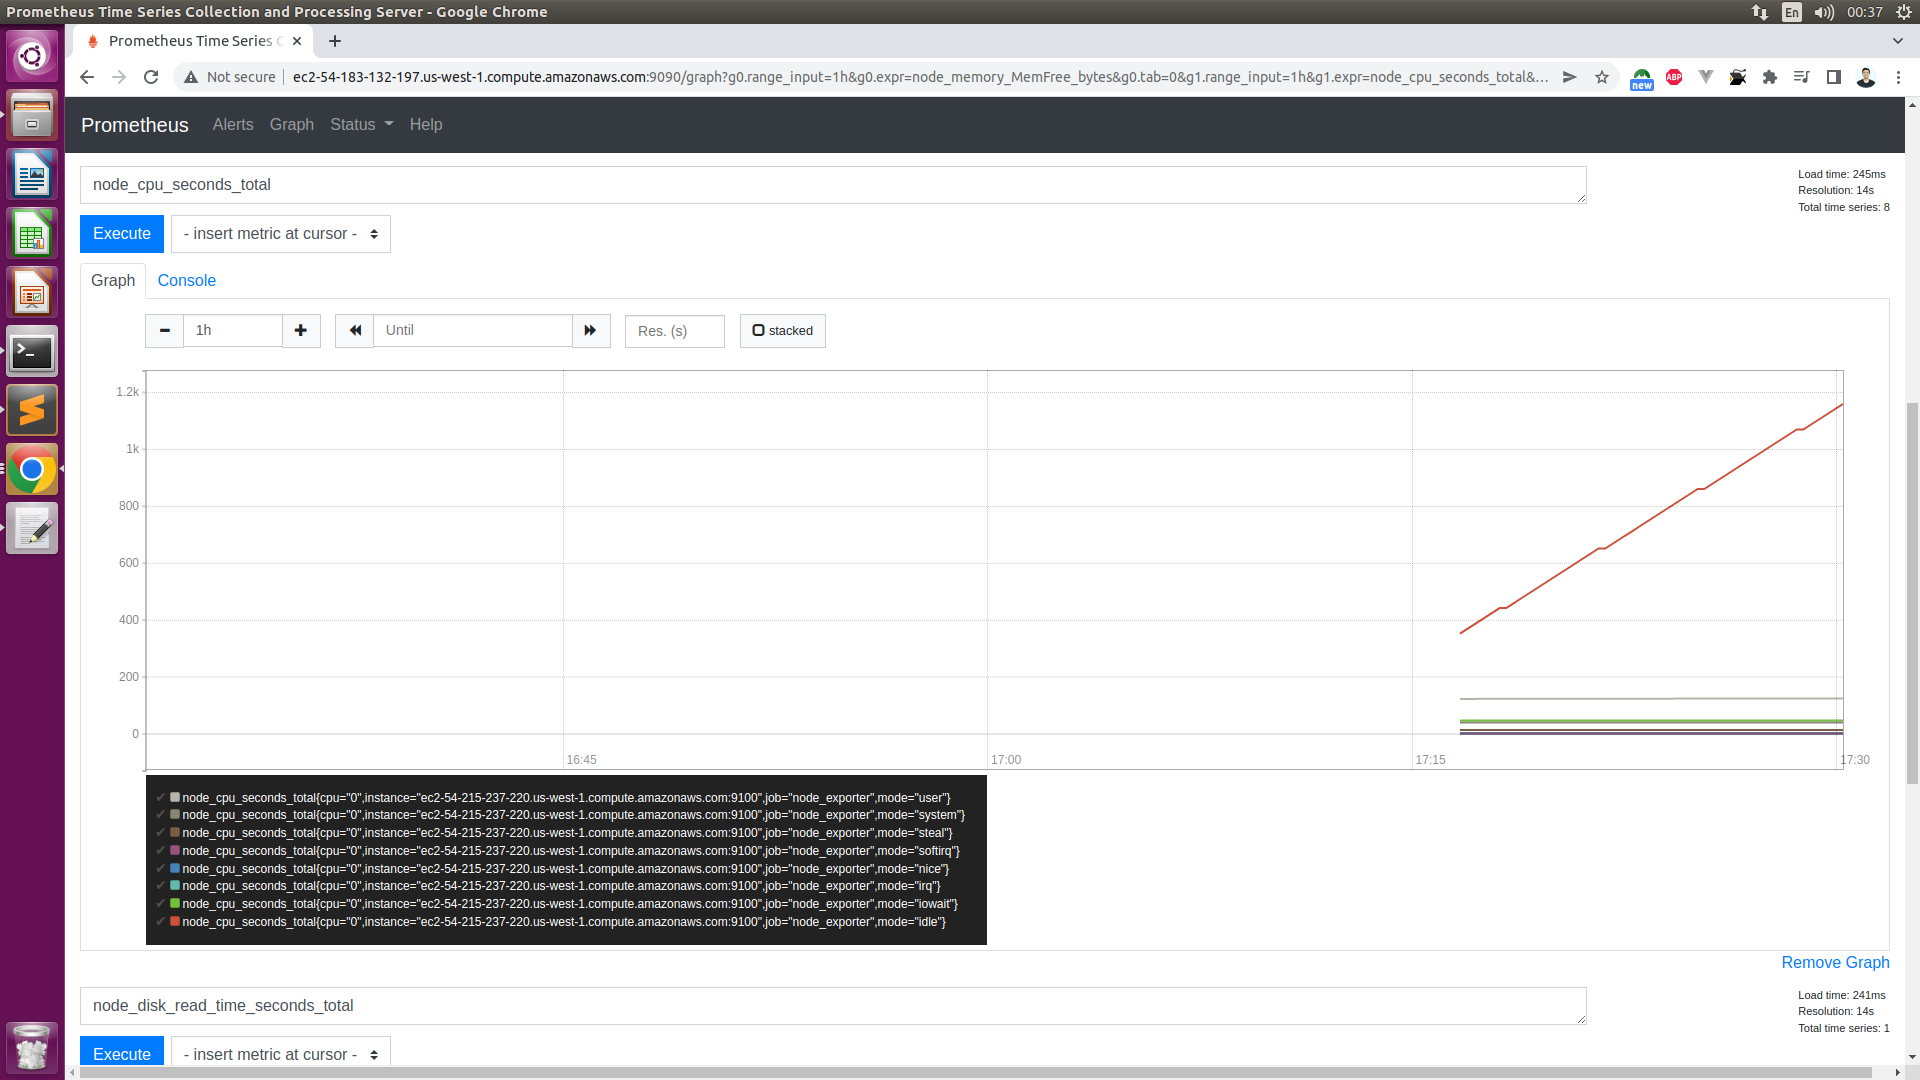 Prometheus Time Series Collection and Processing Server - Google Chrome
En
00:37
Prometheus Time Series
Not secure
ec2-54-183-132-197.us-west-1.compute.amazonaws.com:9090/graph?g0.range_input=1h&g0.expr=node_memory_MemFree_bytes&g0.tab=0&g1.range_input=1h&g1.expr=node_cpu_seconds_total&...
new
ABP
Prometheus Alerts Graph Status Help
node_cpu_seconds_total
Load time: 245ms
Resolution: 14s
Total time series: 8
Execute - insert metric at cursor -
Graph Console
1h Until Res. (s) stacked
1.2k
1k
800
600
400
200
0
16:45 17:00 17:15 17:30
node_cpu_seconds_total{cpu="0",instance="ec2-54-215-237-220.us-west-1.compute.amazonaws.com:9100",job="node_exporter",mode="user"}
node_cpu_seconds_total{cpu="0",instance="ec2-54-215-237-220.us-west-1.compute.amazonaws.com:9100",job="node_exporter",mode="system"}
node_cpu_seconds_total{cpu="0",instance="ec2-54-215-237-220.us-west-1.compute.amazonaws.com:9100",job="node_exporter",mode="steal"}
node_cpu_seconds_total{cpu="0",instance="ec2-54-215-237-220.us-west-1.compute.amazonaws.com:9100",job="node_exporter",mode="softirq"}
node_cpu_seconds_total{cpu="0",instance="ec2-54-215-237-220.us-west-1.compute.amazonaws.com:9100",job="node_exporter",mode="nice"}
node_cpu_seconds_total{cpu="0",instance="ec2-54-215-237-220.us-west-1.compute.amazonaws.com:9100",job="node_exporter",mode="irq"}
node_cpu_seconds_total{cpu="0",instance="ec2-54-215-237-220.us-west-1.compute.amazonaws.com:9100",job="node_exporter",mode="iowait"}
node_cpu_seconds_total{cpu="0",instance="ec2-54-215-237-220.us-west-1.compute.amazonaws.com:9100",job="node_exporter",mode="idle"}
Remove Graph
node_disk_read_time_seconds_total
Load time: 241ms
Resolution: 14s
Total time series: 1
Execute - insert metric at cursor -